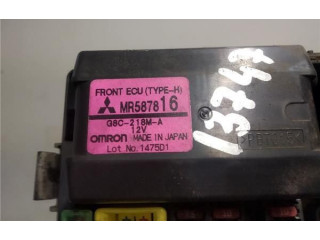 FRONT ECU (TYPE-H)
MR587816
G8C-218M-A
12V
OMRON MADE IN JAPAN
Lot No. 1475D1
13747